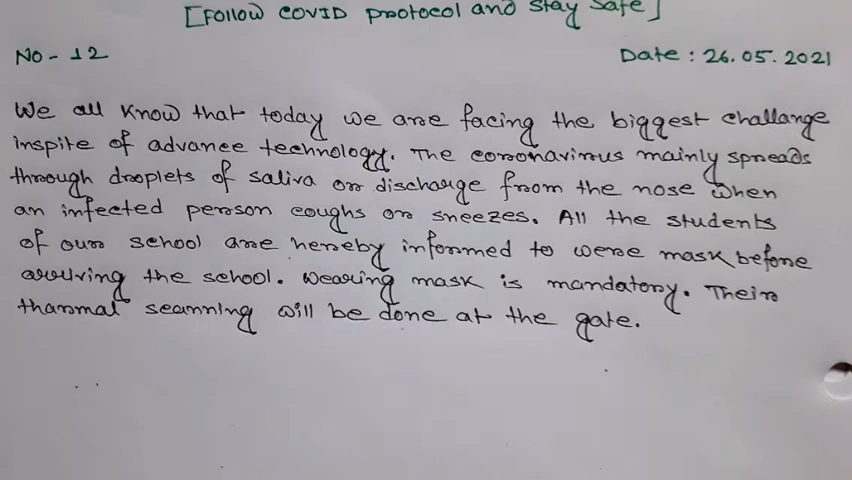 [Follow COVID protocol and stay safe]
No - 12 Date : 26.05.2021
We all know that today we are facing the biggest challange
inspite of advance technology. The coronavirous mainly spreads
through droplets of saliva or discharge from the nose when
an infected person coughs or sneezes. All the students
of our school are hereby informed to were mask before
arriving the school. Wearing mask is mandatory. Their
tharmal scanning will be done at the gate.